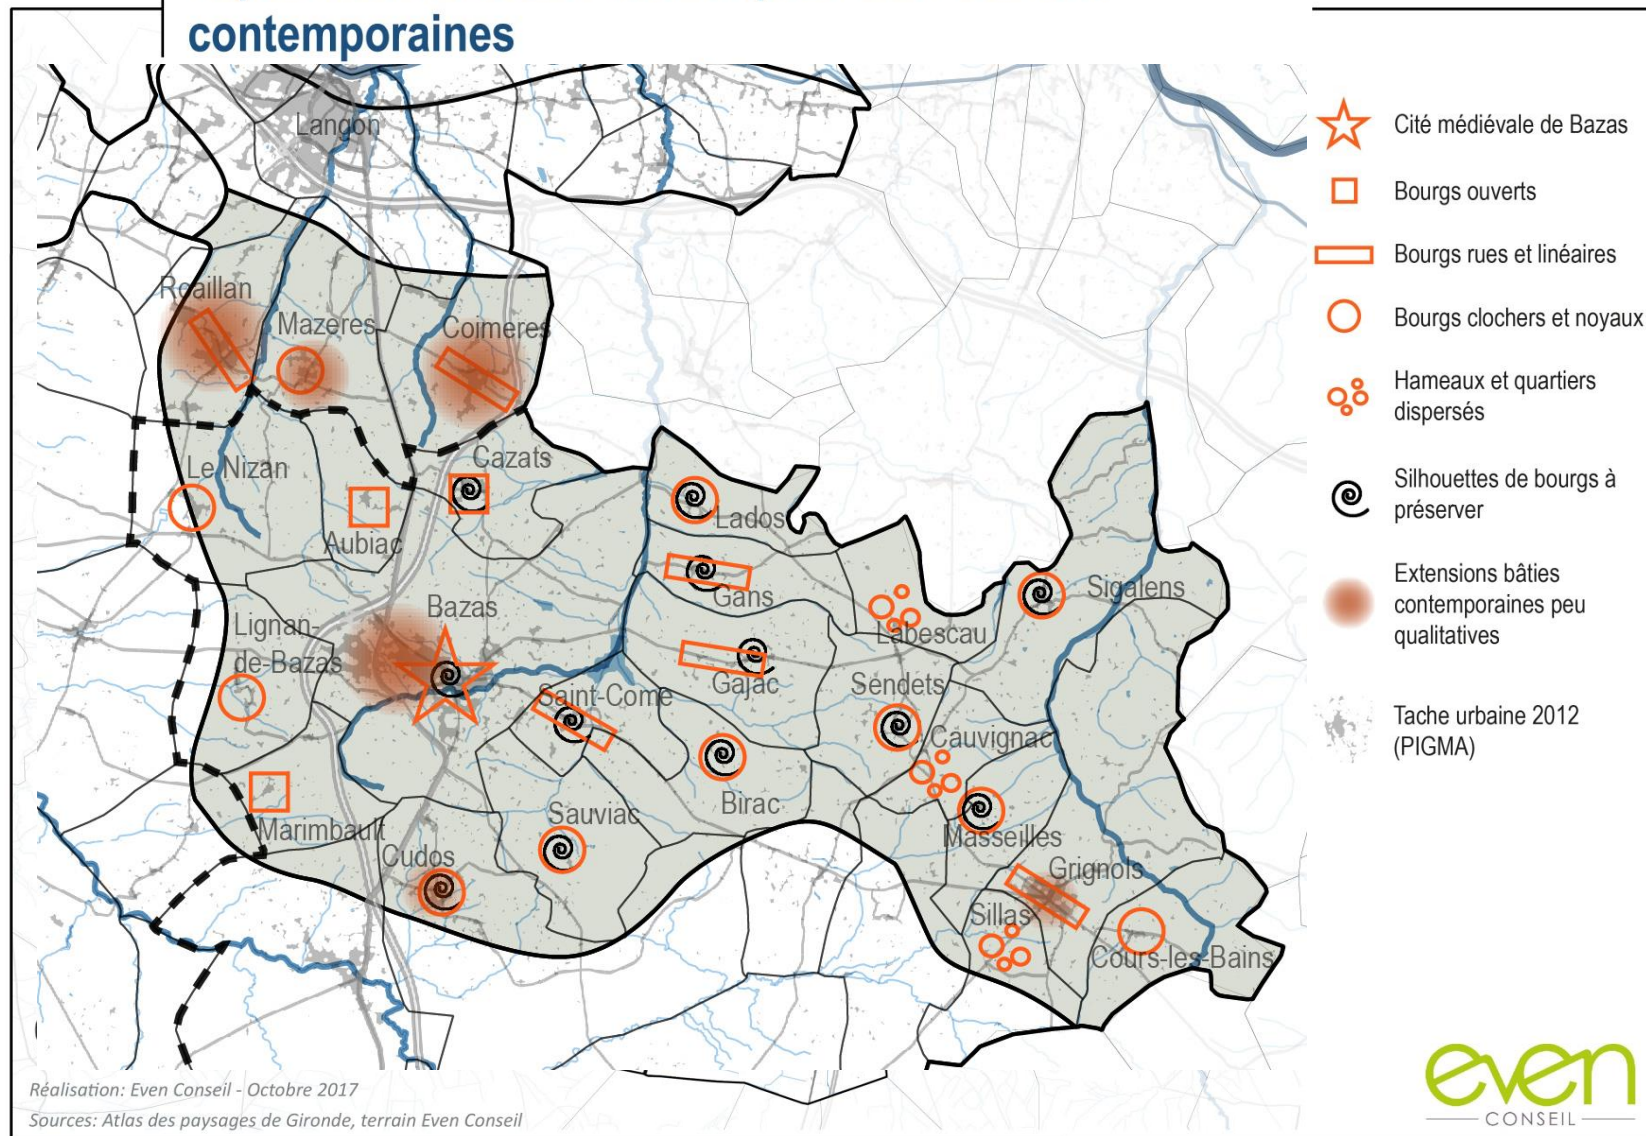 contemporaines
Langon
Roaillan
Mazeres
Coimeres
Le Nizan
Cazats
Aubiac
Lados
Gans
Bazas
Labescau
Sigalens
Lignan-
de-Bazas
Saint-Come
Gajac
Sendets
Cauvignac
Marimbault
Sauviac
Birac
Masseilles
Cudos
Grignols
Sillas
Cours-les-Bains
Cité médiévale de Bazas
Bourgs ouverts
Bourgs rues et linéaires
Bourgs clochers et noyaux
Hameaux et quartiers
dispersés
Silhouettes de bourgs à
préserver
Extensions bâties
contemporaines peu
qualitatives
Tache urbaine 2012
(PIGMA)
Réalisation: Even Conseil - Octobre 2017
Sources: Atlas des paysages de Gironde, terrain Even Conseil
even
CONSEIL